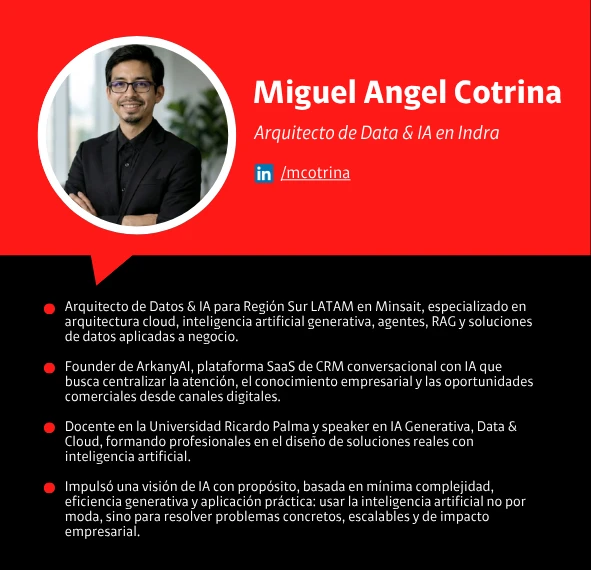 Miguel Angel Cotrina
Arquitecto de Data & IA en Indra
in /mcotrina
Arquitecto de Datos & IA para Región Sur LATAM en Minsait, especializado en
arquitectura cloud, inteligencia artificial generativa, agentes, RAG y soluciones
de datos aplicadas a negocio.
Founder de ArkanyAI, plataforma SaaS de CRM conversacional con IA que
busca centralizar la atención, el conocimiento empresarial y las oportunidades
comerciales desde canales digitales.
Docente en la Universidad Ricardo Palma y speaker en IA Generativa, Data &
Cloud, formando profesionales en el diseño de soluciones reales con
inteligencia artificial.
Impulsó una visión de IA con propósito, basada en mínima complejidad,
eficiencia generativa y aplicación práctica: usar la inteligencia artificial no por
moda, sino para resolver problemas concretos, escalables y de impacto
empresarial.